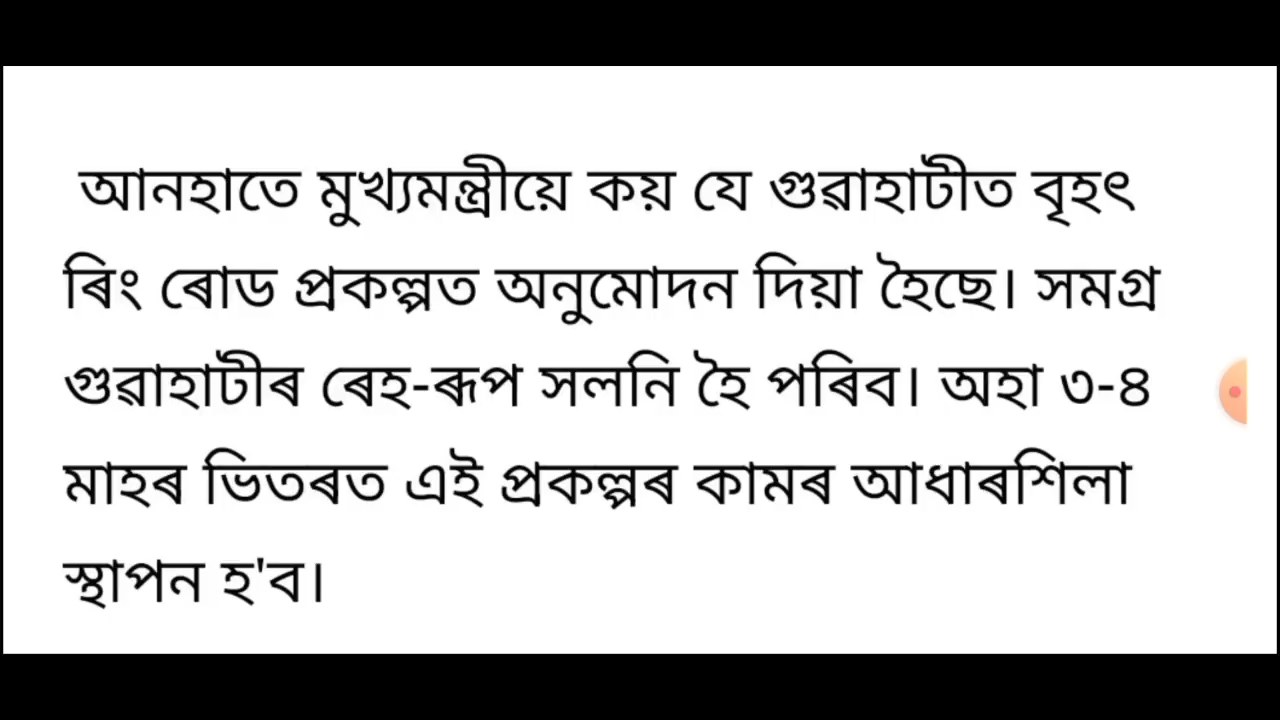 আনহাতে মুখ্যমন্ত্ৰীয়ে কয় যে গুৱাহাটীত বৃহৎ
ৰিং ৰোড প্ৰকল্পত অনুমোদন দিয়া হৈছে। সমগ্ৰ
গুৱাহাটীৰ ৰেহ-ৰূপ সলনি হৈ পৰিব। অহা ৩-৪
মাহৰ ভিতৰত এই প্ৰকল্পৰ কামৰ আধাৰশিলা
স্থাপন হ'ব।